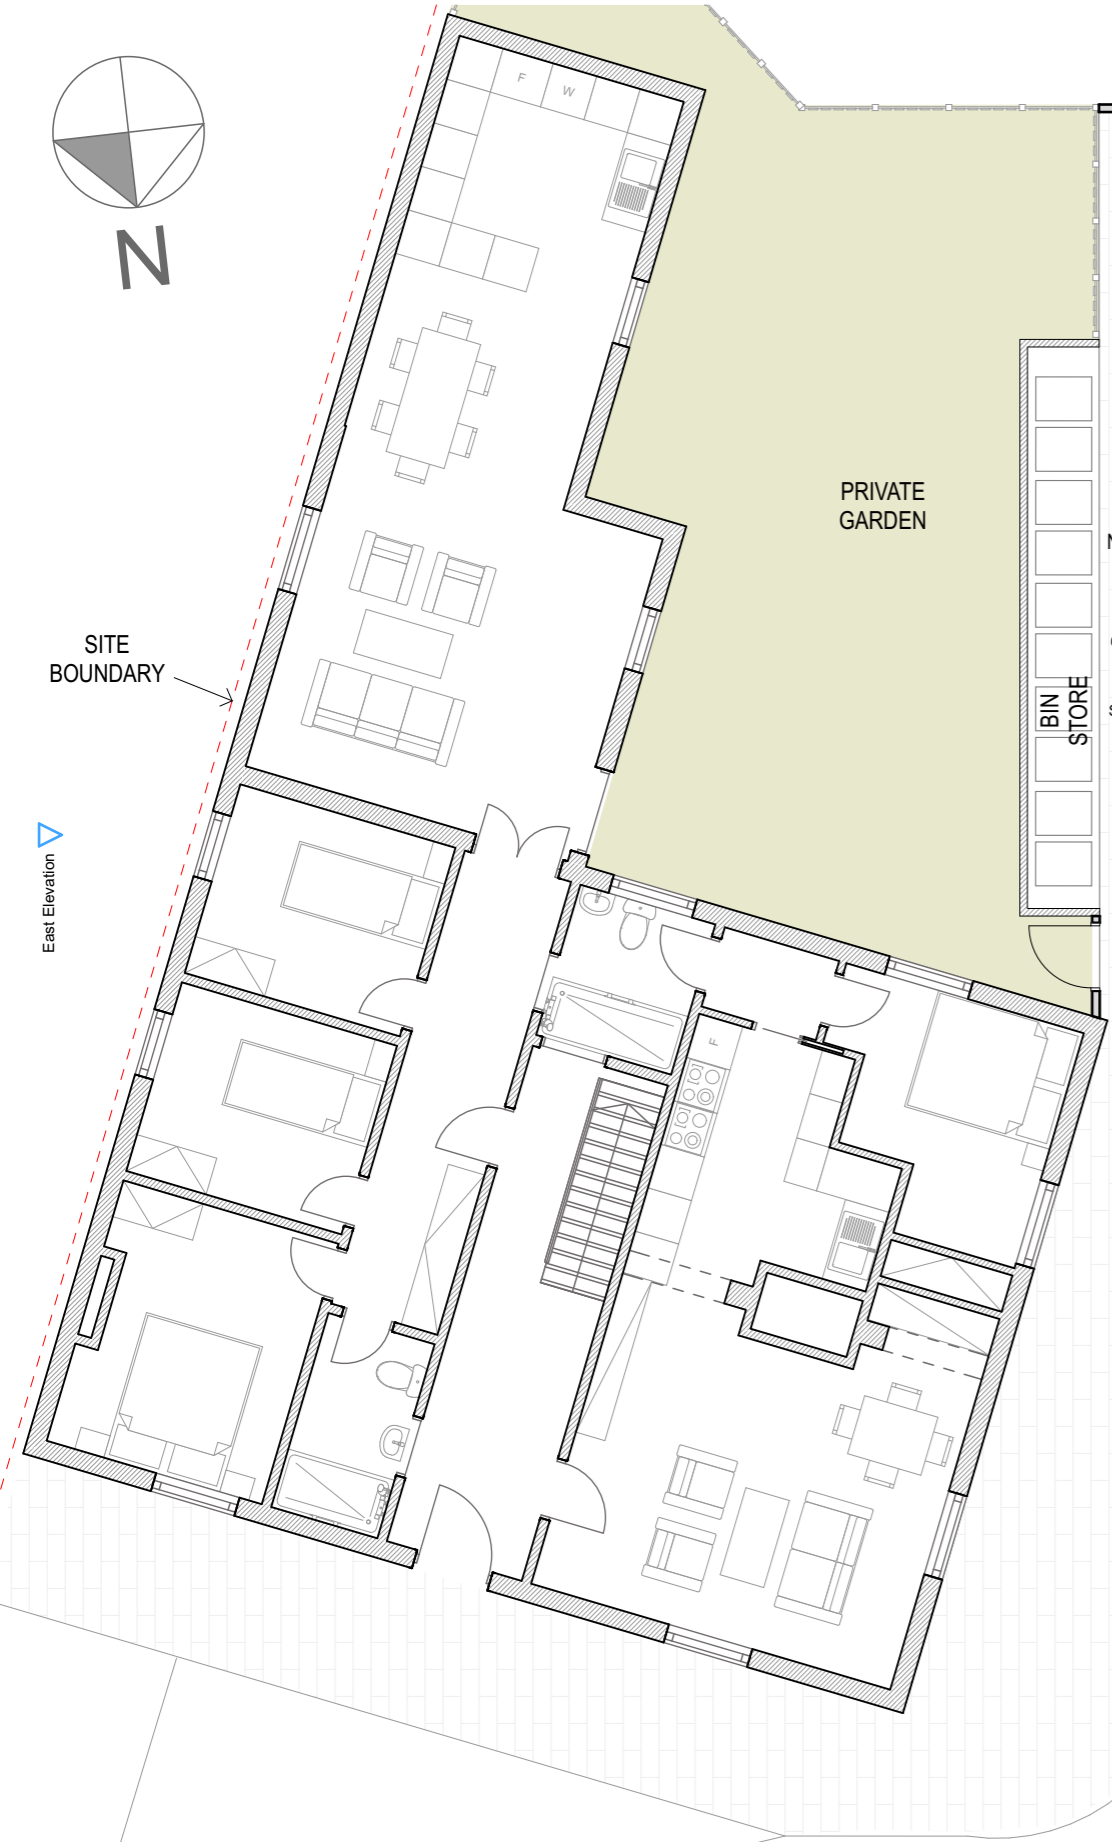 F
W
N
PRIVATE
GARDEN
N
SITE
BOUNDARY
BIN
STORE
East Elevation
F